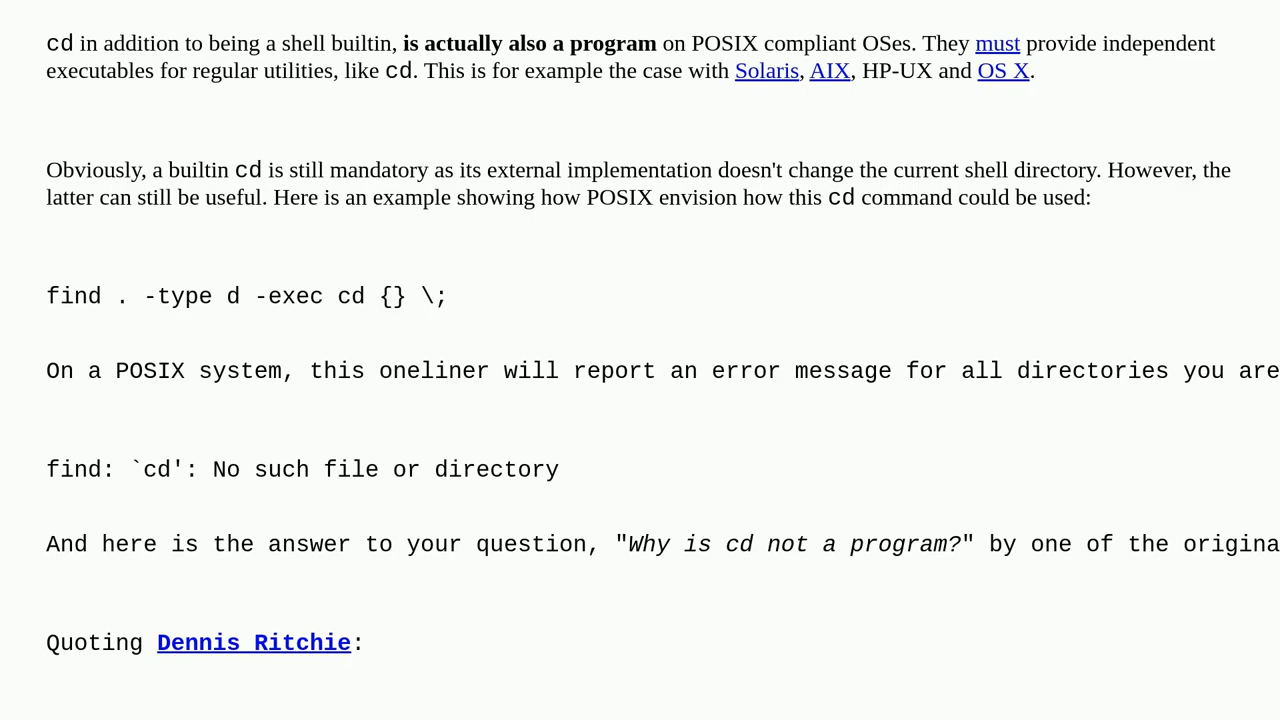 cd in addition to being a shell builtin, is actually also a program on POSIX compliant OSes. They must provide independent
executables for regular utilities, like cd. This is for example the case with Solaris, AIX, HP-UX and OS X.
Obviously, a builtin cd is still mandatory as its external implementation doesn't change the current shell directory. However, the
latter can still be useful. Here is an example showing how POSIX envision how this cd command could be used:
find . -type d -exec cd {} \;
On a POSIX system, this oneliner will report an error message for all directories you are
find: `cd': No such file or directory
And here is the answer to your question, "Why is cd not a program?" by one of the origina
Quoting Dennis Ritchie: